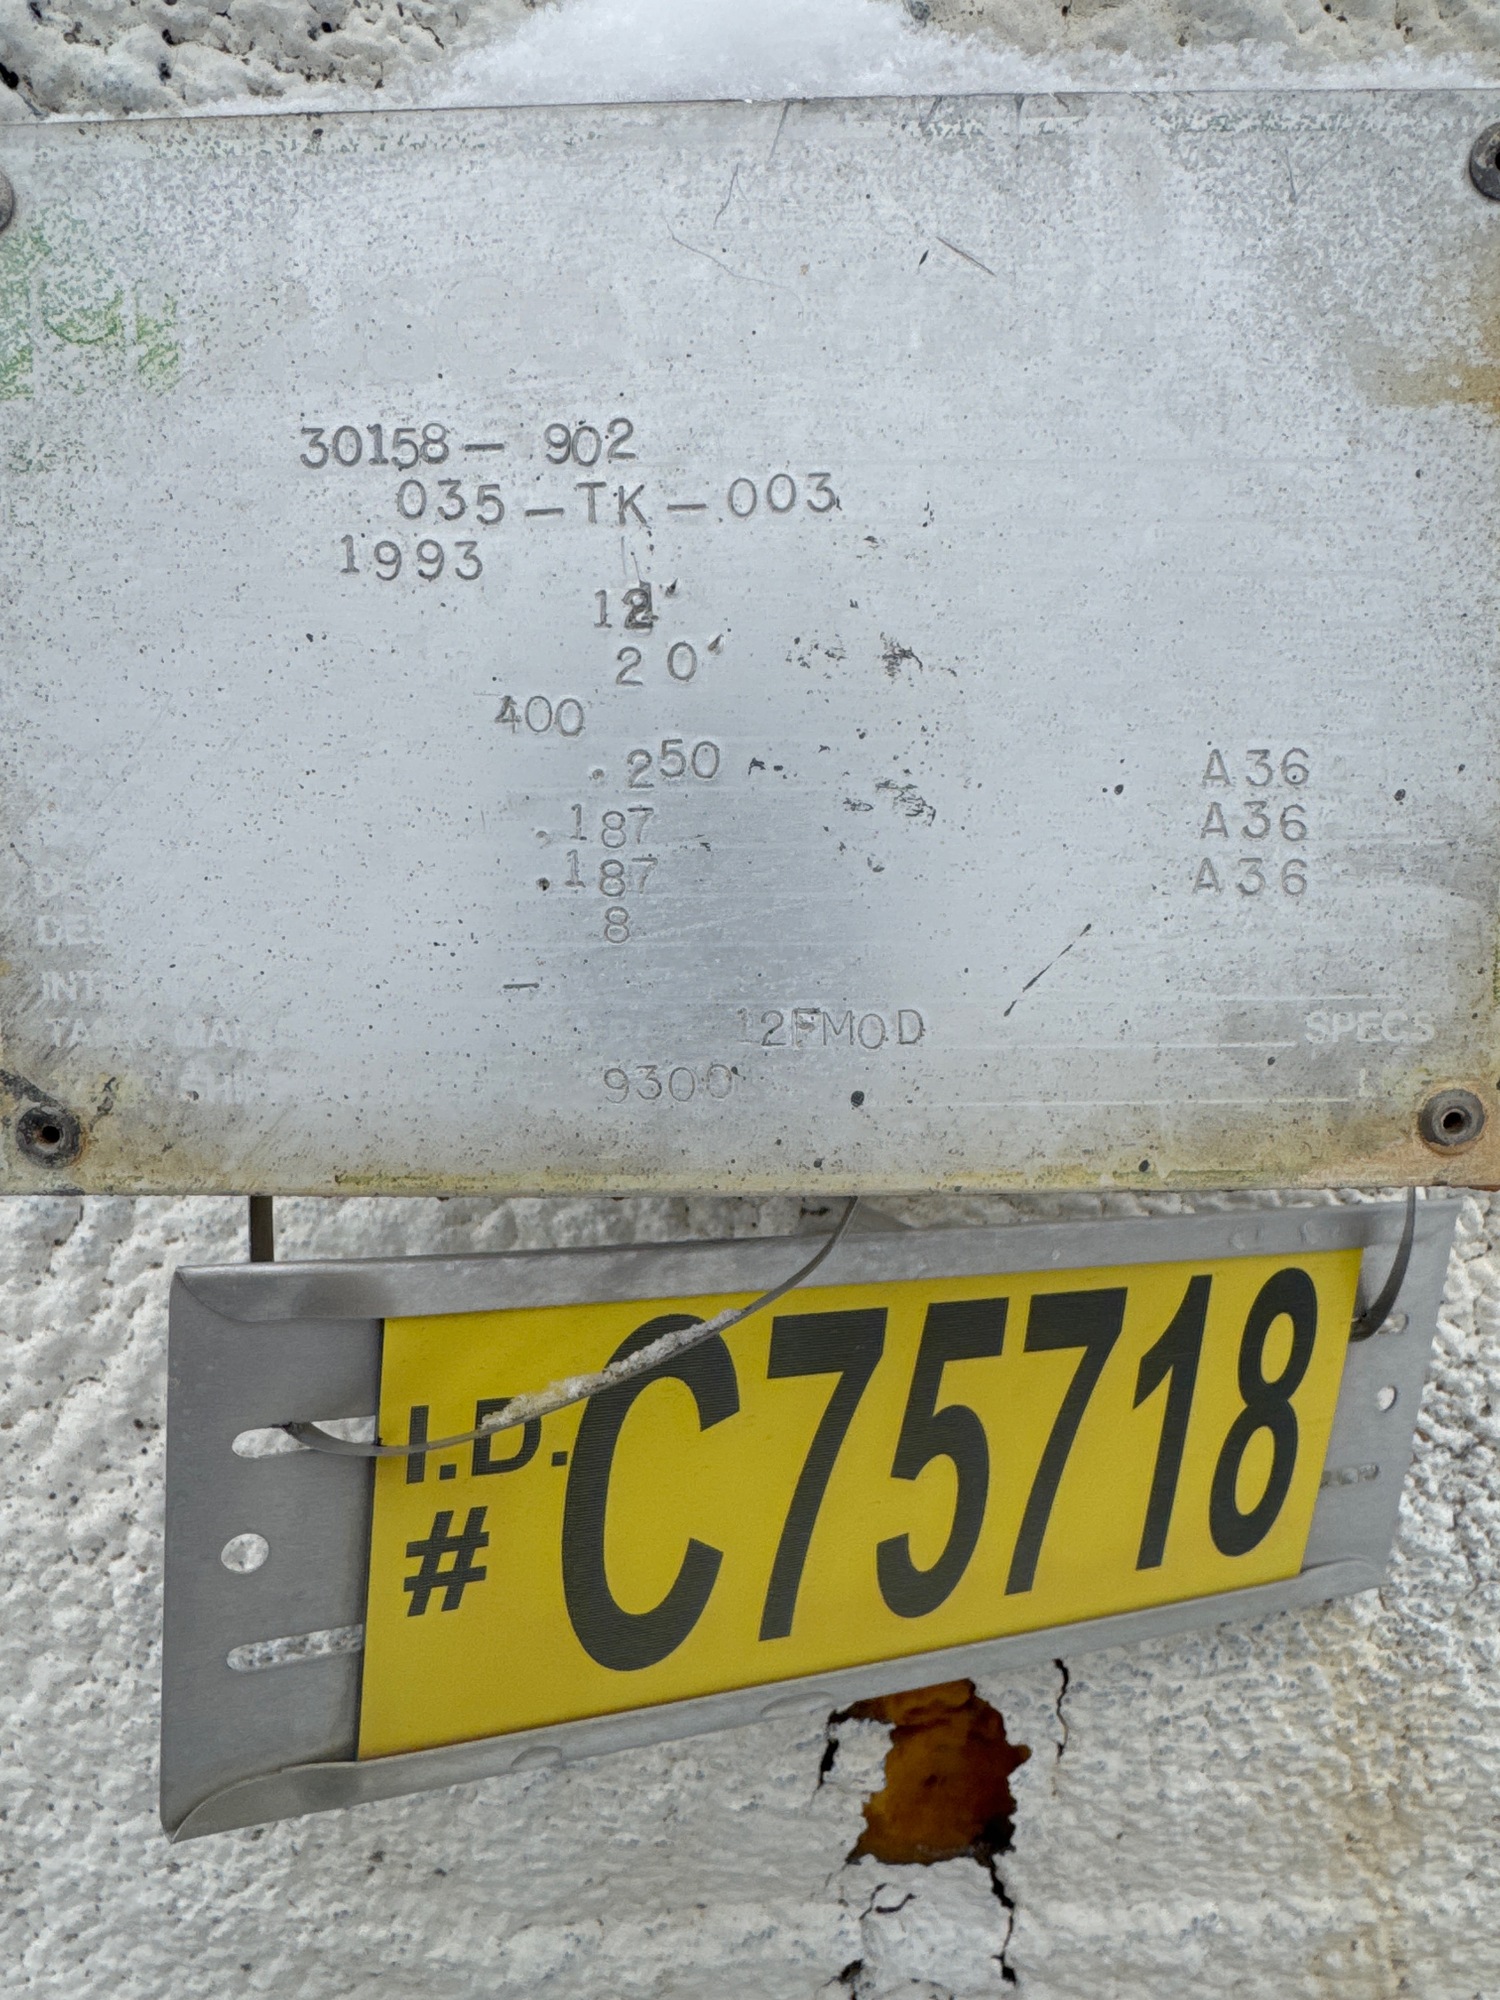 30158- 902
035-TK-003
1993
20'
400
.250 A36
.187 A36
.187 A36
8
-
12FMOD SPECS
9300
I.D. # C75718